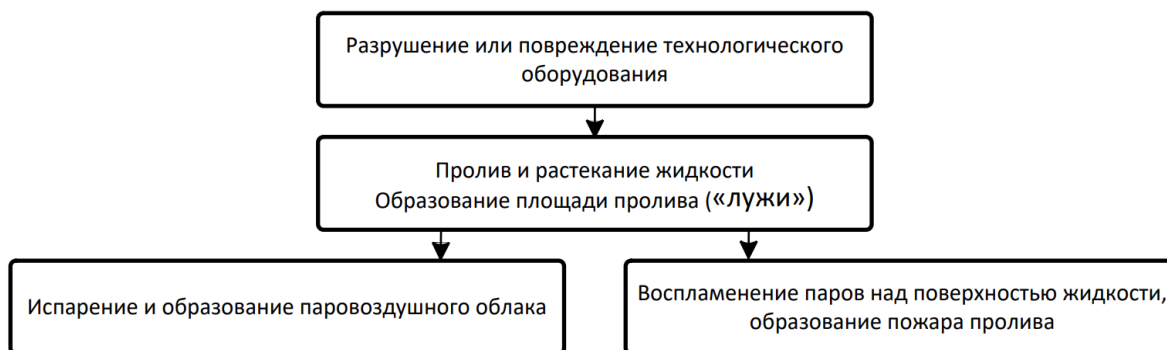 Разрушение или повреждение технологического
оборудования
Пролив и растекание жидкости
Образование площади пролива («лужи»)
Испарение и образование паровоздушного облака
Воспламенение паров над поверхностью жидкости,
образование пожара пролива